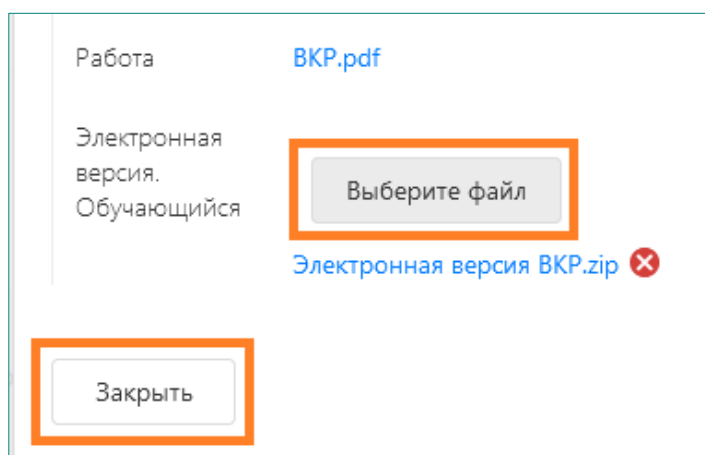 Работа ВКР.pdf
Электронная
версия.
Обучающийся
Выберите файл
Электронная версия ВКР.zip
Закрыть